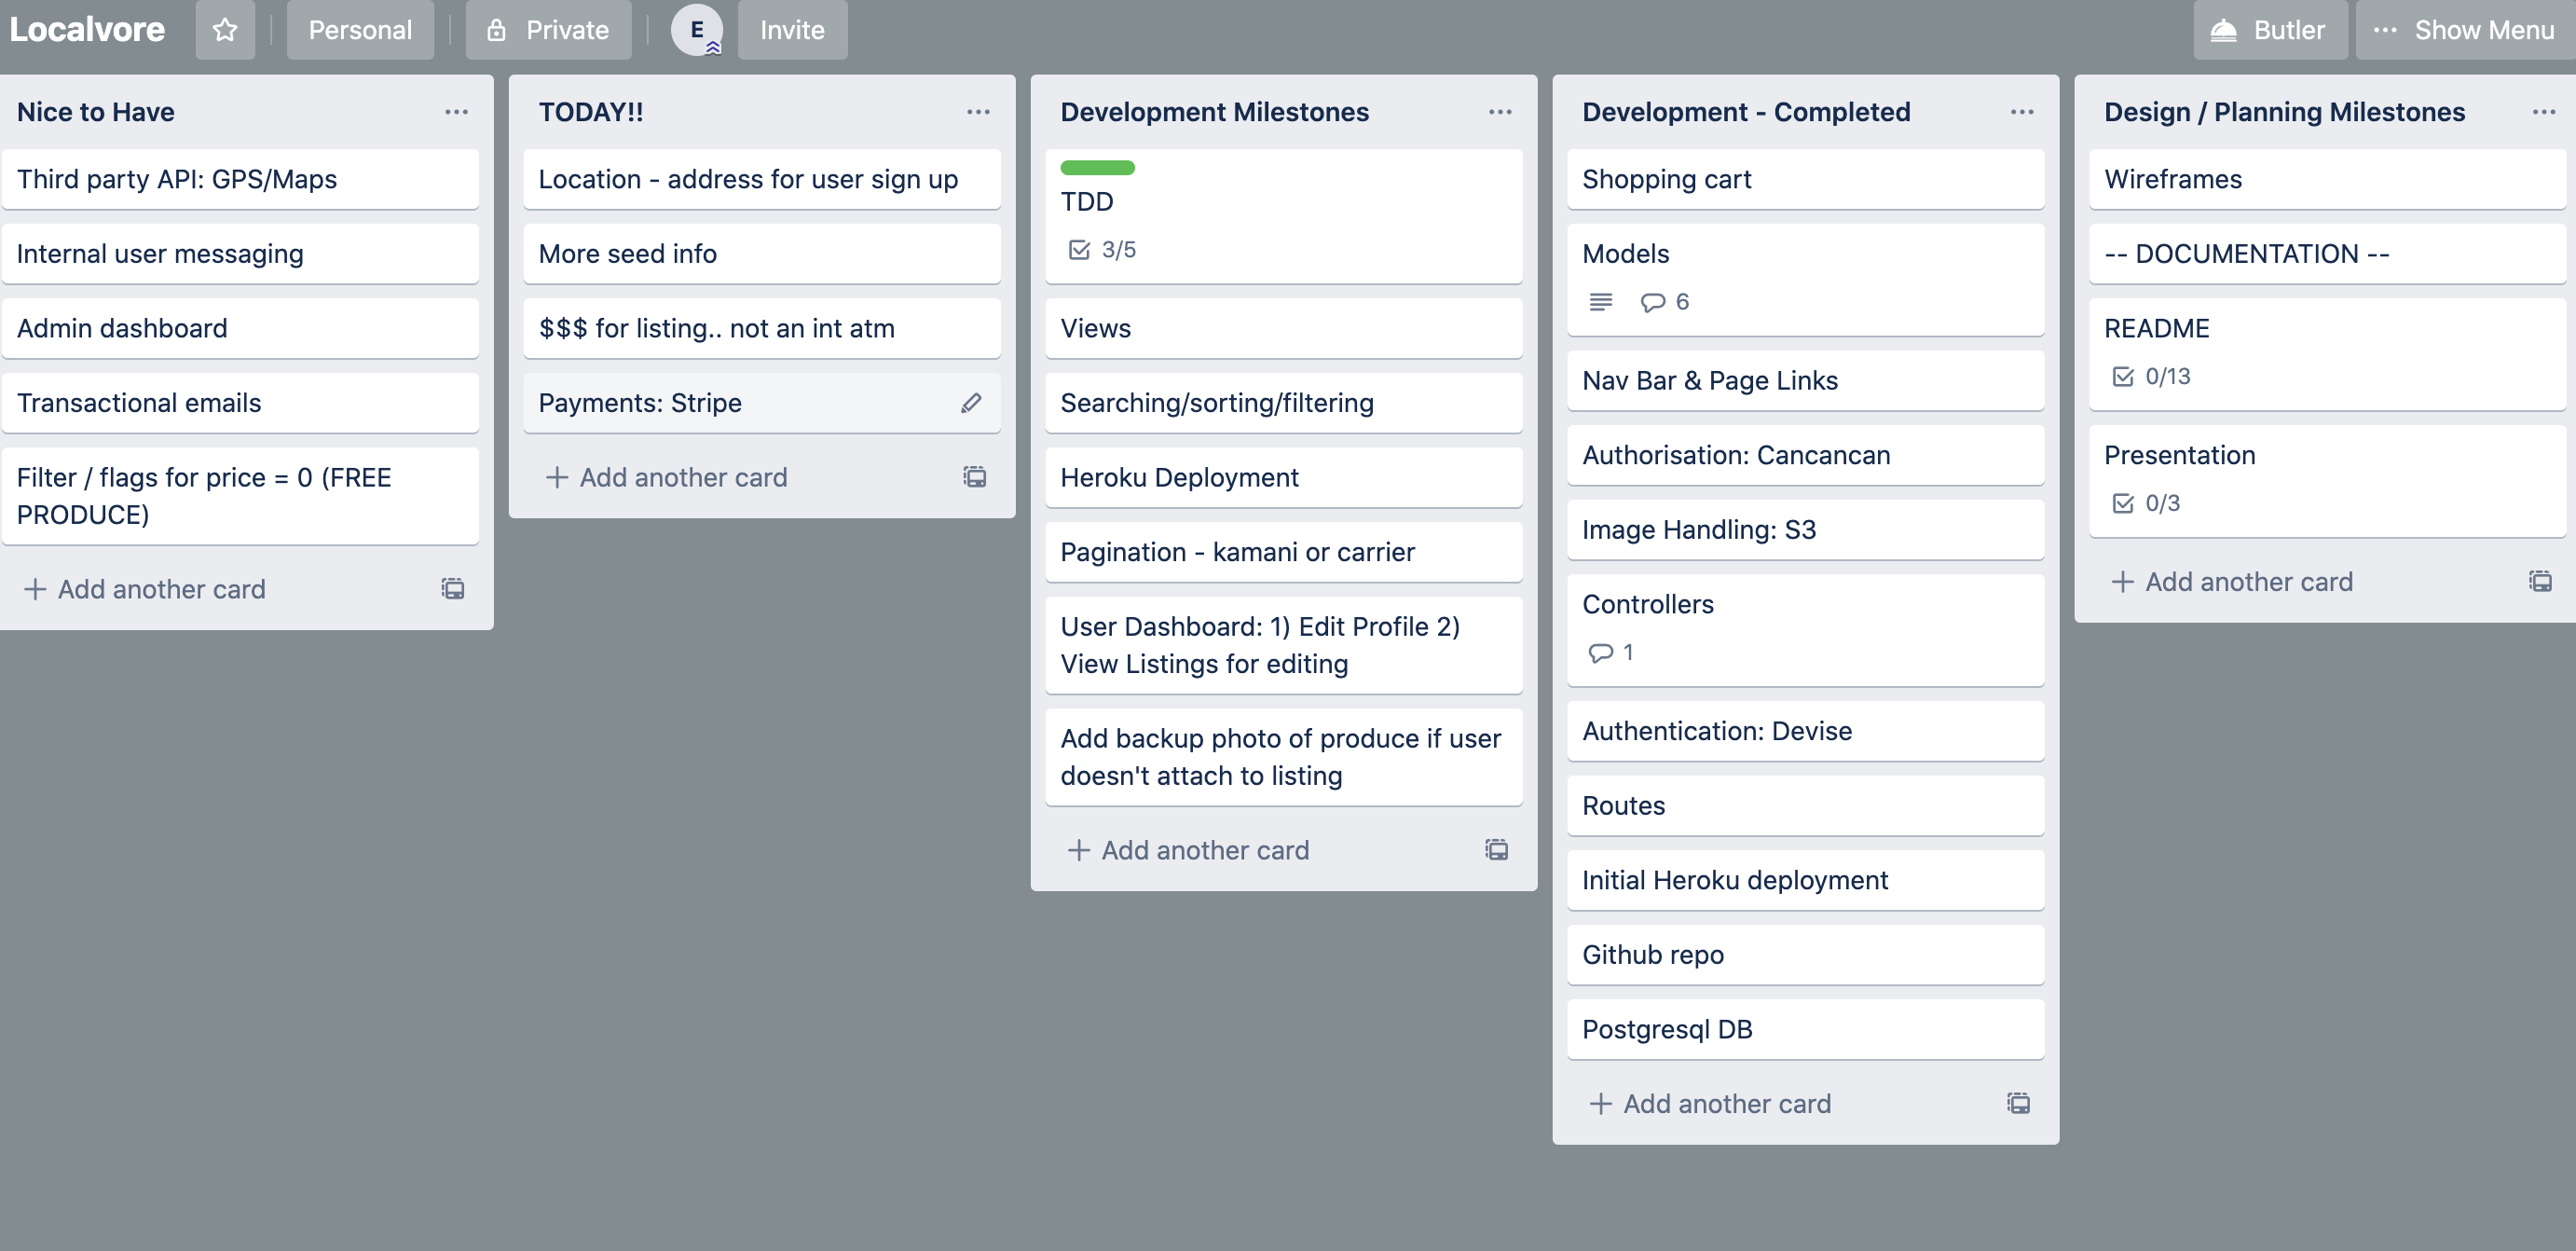 Localvore
Personal
Private
E
Invite
Butler
Show Menu
Nice to Have
Third party API: GPS/Maps
Internal user messaging
Admin dashboard
Transactional emails
Filter / flags for price = 0 (FREE
PRODUCE)
Add another card
TODAY!!
Location - address for user sign up
More seed info
$$$ for listing.. not an int atm
Payments: Stripe
Add another card
Development Milestones
TDD
3/5
Views
Searching/sorting/filtering
Heroku Deployment
Pagination - kamani or carrier
User Dashboard: 1) Edit Profile 2)
View Listings for editing
Add backup photo of produce if user
doesn't attach to listing
Add another card
Development - Completed
Shopping cart
Models
6
Nav Bar & Page Links
Authorisation: Cancancan
Image Handling: S3
Controllers
1
Authentication: Devise
Routes
Initial Heroku deployment
Github repo
Postgresql DB
Add another card
Design / Planning Milestones
Wireframes
-- DOCUMENTATION --
README
0/13
Presentation
0/3
Add another card